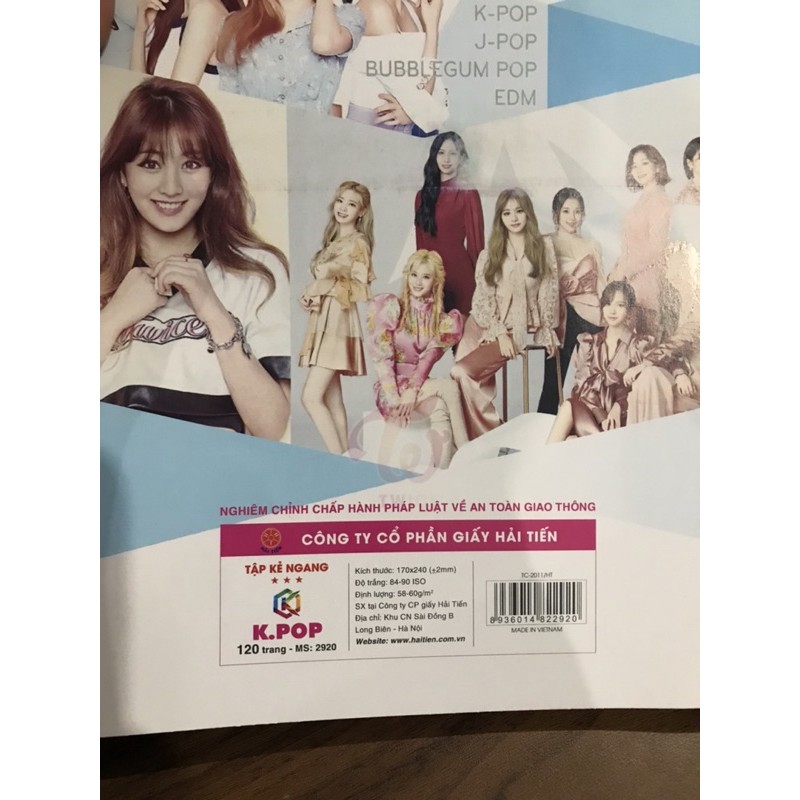 K-POP
J-POP
BUBBLEGUM POP
EDM
Twice
TWICE
NGHIÊM CHỈNH CHẤP HÀNH PHÁP LUẬT VỀ AN TOÀN GIAO THÔNG
CÔNG TY CỔ PHẦN GIẤY HẢI TIẾN
TẬP KẺ NGANG
K.POP
120 trang - MS: 2920
Kích thước: 170x240 (±2mm)
Độ trắng: 84-90 ISO
Định lượng: 58-60g/m²
SX tại Công ty CP giấy Hải Tiến
Địa chỉ: Khu CN Sài Đồng B
Long Biên - Hà Nội
Website: www.haitien.com.vn
TC-2011/HT
8936014822920
MADE IN VIETNAM